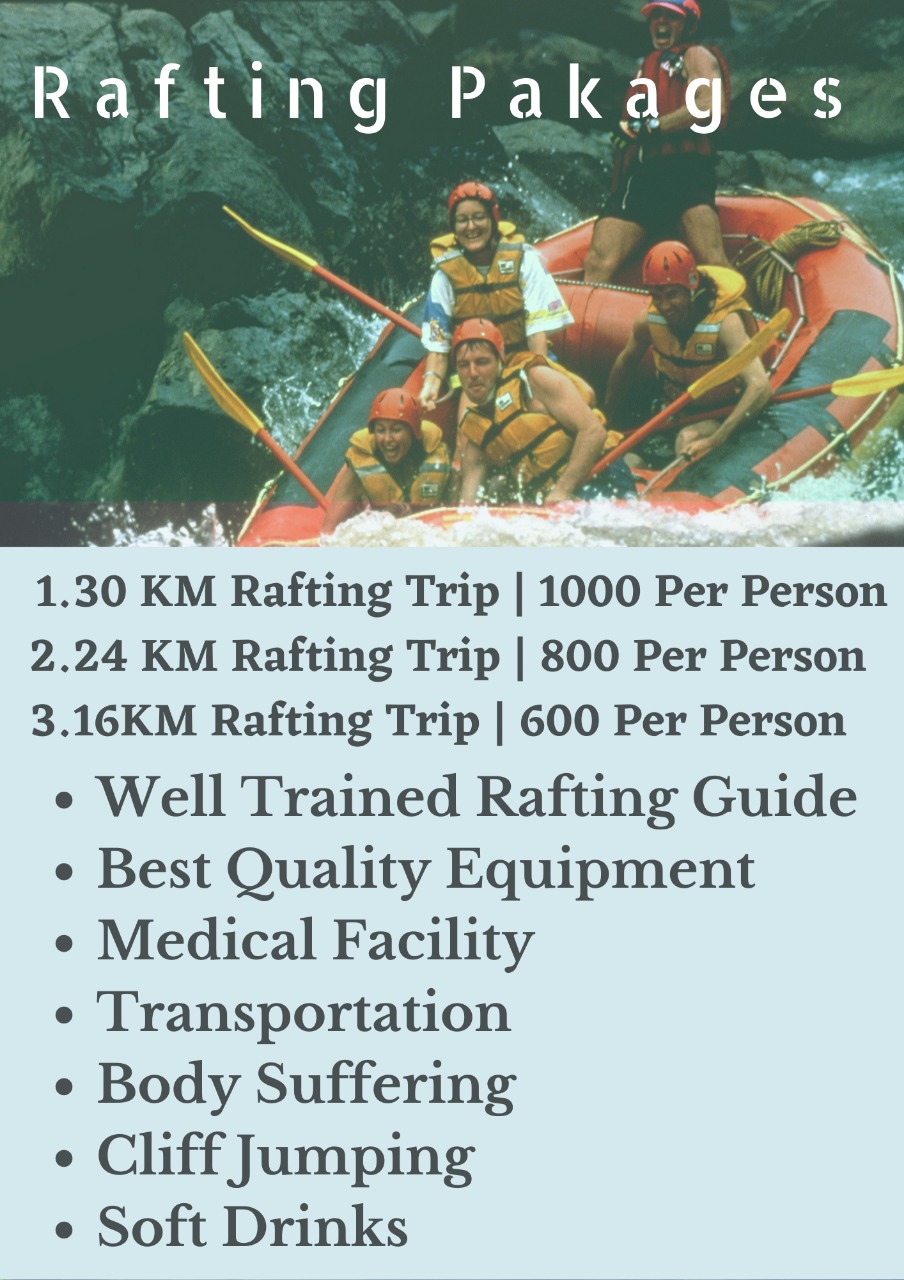 Rafting Pakages
1.30 KM Rafting Trip | 1000 Per Person
2.24 KM Rafting Trip | 800 Per Person
3.16KM Rafting Trip | 600 Per Person
• Well Trained Rafting Guide
• Best Quality Equipment
• Medical Facility
• Transportation
• Body Suffering
• Cliff Jumping
• Soft Drinks